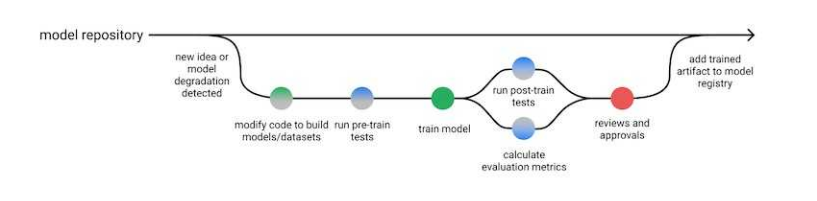 model repository
new idea or
model
degradation
detected
modify code to build
models/datasets
run pre-train
tests
train model
run post-train
tests
calculate
evaluation metrics
reviews and
approvals
add trained
artifact to model
registry